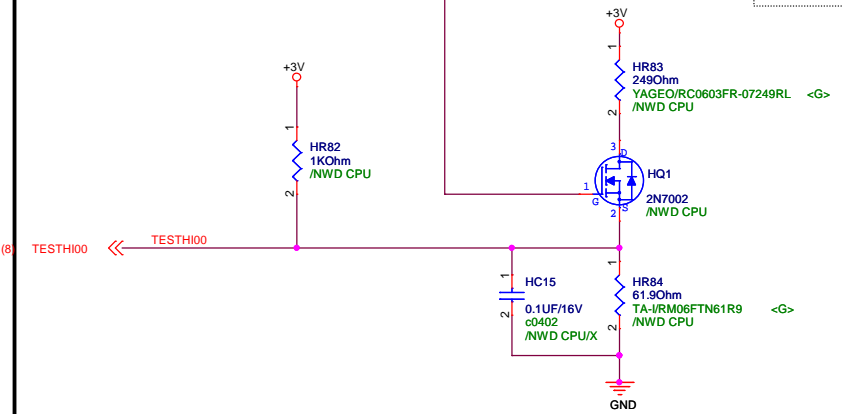 +3V
1
HR83
249Ohm
YAGEO/RC0603FR-07249RL <G>
2
/NWD CPU
+3V
1
HR82
1KOhm
/NWD CPU
2
3
D
HQ1
1
G
2N7002
2
S
/NWD CPU
(8)
TESTHI00
TESTHI00
1
HC15
0.1UF/16V
2
c0402
/NWD CPU/X
1
HR84
61.9Ohm
TA-I/RM06FTN61R9 <G>
2
/NWD CPU
GND